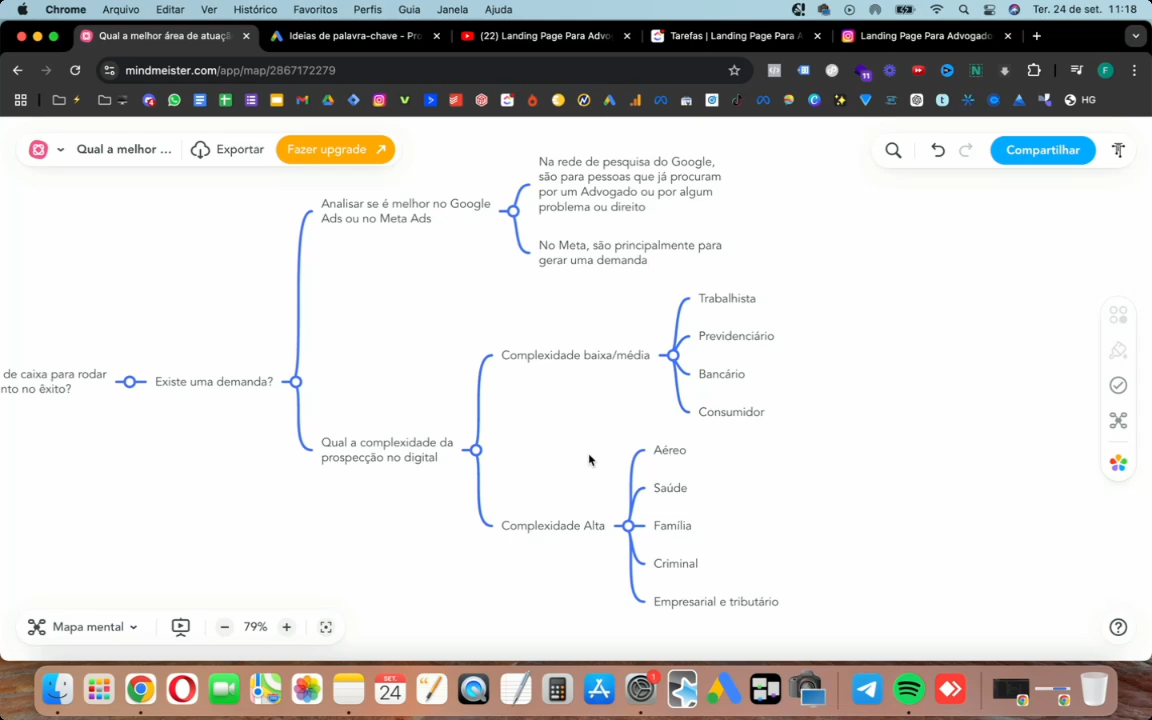 Chrome Arquivo Editar Ver Histórico Favoritos Perfis Guia Janela Ajuda
Ter. 24 de set. 11:18
Qual a melhor área de atuaçã
Ideias de palavra-chave - Pro
(22) Landing Page Para Advo
Tarefas | Landing Page Para A
Landing Page Para Advogado
mindmeister.com/app/map/2867172279
F
11
HG
Qual a melhor ...
Exportar
Fazer upgrade
Compartilhar
Na rede de pesquisa do Google,
são para pessoas que já procuram
por um Advogado ou por algum
problema ou direito
Analisar se é melhor no Google
Ads ou no Meta Ads
No Meta, são principalmente para
gerar uma demanda
Trabalhista
Previdenciário
Complexidade baixa/média
Bancário
Consumidor
de caixa para rodar
nto no êxito?
Existe uma demanda?
Qual a complexidade da
prospecção no digital
Aéreo
Saúde
Complexidade Alta
Família
Criminal
Empresarial e tributário
Mapa mental
79%
SET.
24
1